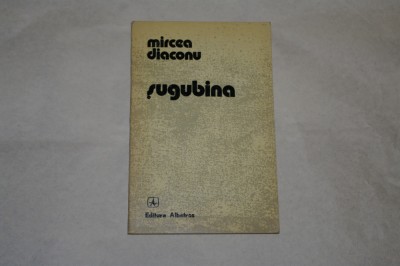 mircea
diaconu
șugubina
Editura Albatros